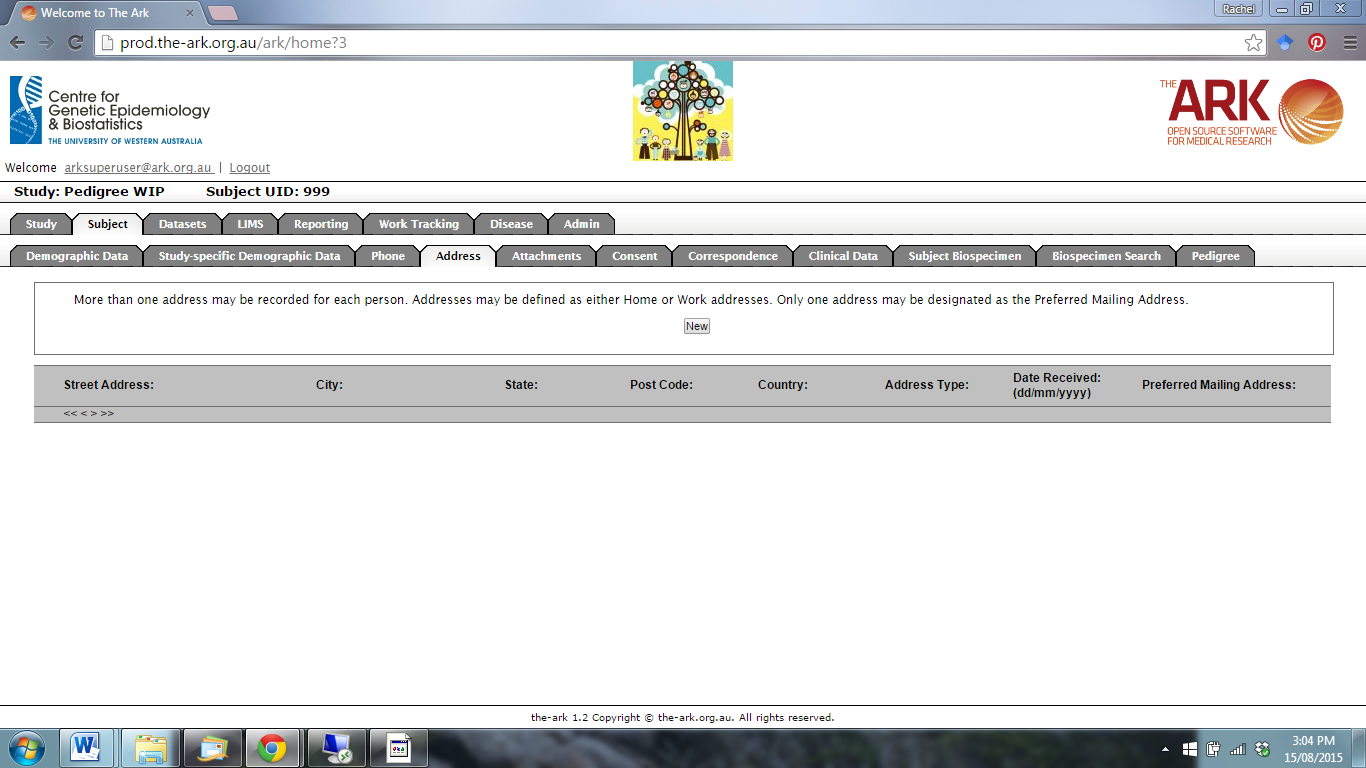 Welcome to The Ark
Rachel
prod.the-ark.org.au/ark/home?3
Centre for
Genetic Epidemiology
& Biostatistics
THE UNIVERSITY OF WESTERN AUSTRALIA
THE
ARK
OPEN SOURCE SOFTWARE
FOR MEDICAL RESEARCH
Welcome arksuperuser@ark.org.au | Logout
Study: Pedigree WIP Subject UID: 999
Study Subject Datasets LIMS Reporting Work Tracking Disease Admin
Demographic Data Study-specific Demographic Data Phone Address Attachments Consent Correspondence Clinical Data Subject Biospecimen Biospecimen Search Pedigree
More than one address may be recorded for each person. Addresses may be defined as either Home or Work addresses. Only one address may be designated as the Preferred Mailing Address.
New
Street Address: City: State: Post Code: Country: Address Type: Date Received: (dd/mm/yyyy) Preferred Mailing Address:
<< < > >>
the-ark 1.2 Copyright © the-ark.org.au. All rights reserved.
3:04 PM
15/08/2015